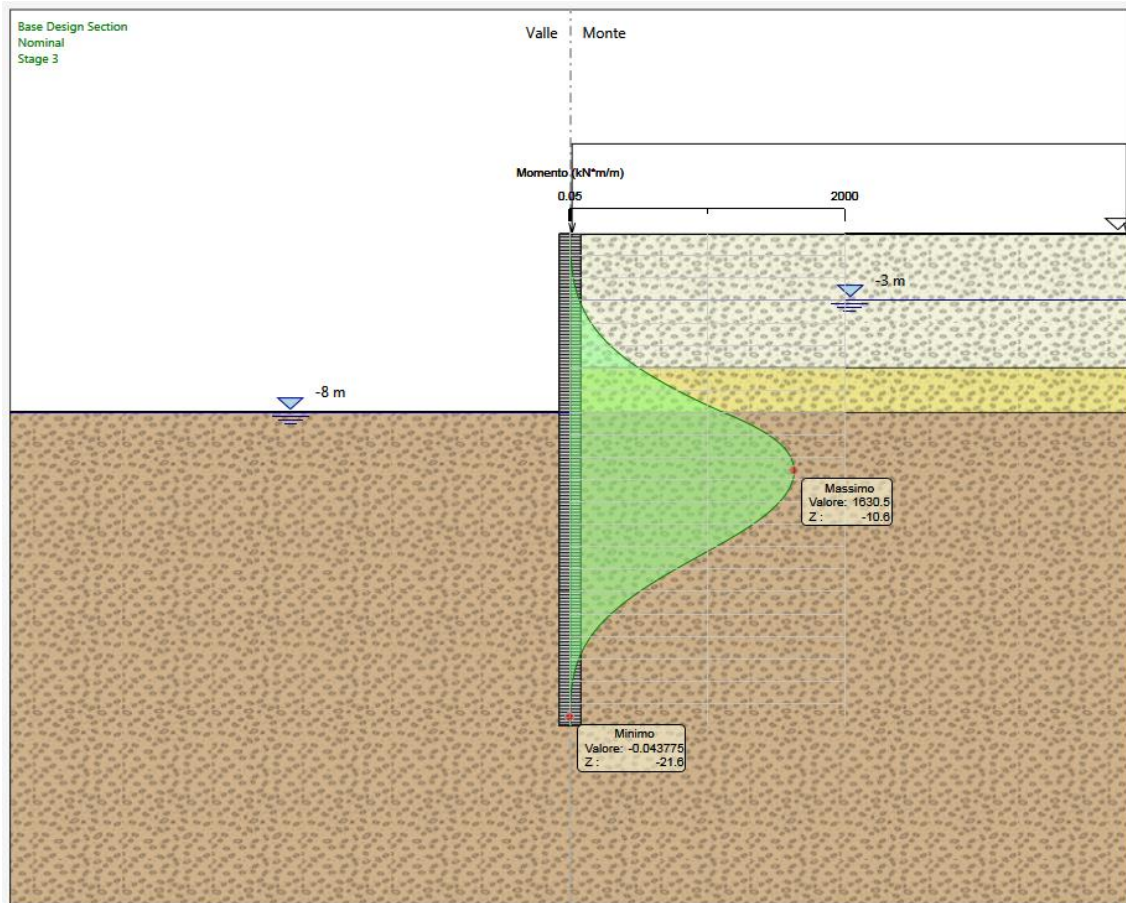 Base Design Section
Nominal
Stage 3
Valle
Monte
Momento (kN*m/m)
0.05
2000
-3 m
-8 m
Massimo
Valore: 1630.5
Z : -10.6
Minimo
Valore: -0.043775
Z : -21.6